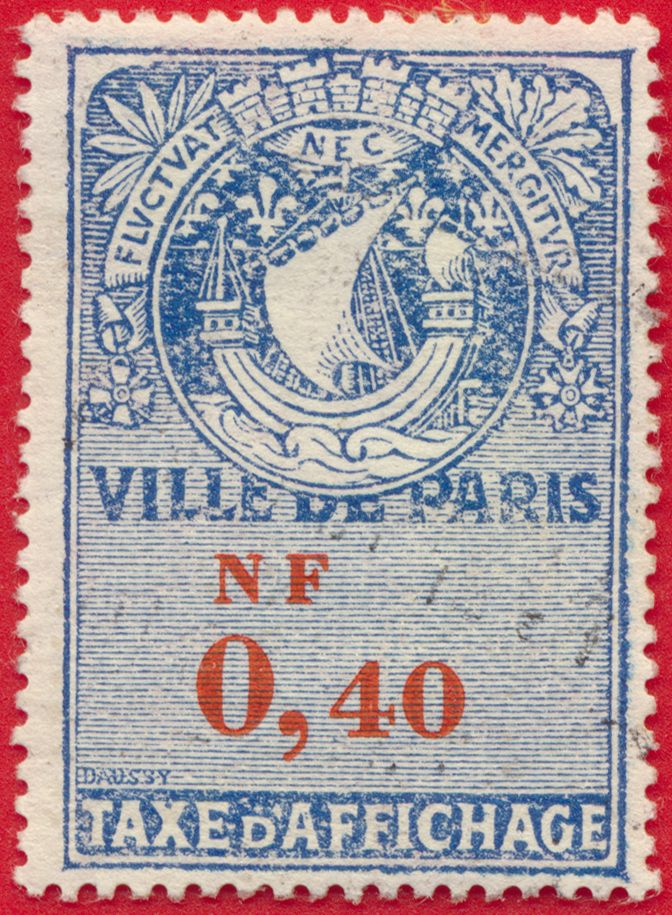 FLVCTVAT NEC MERGITVR
VILLE DE PARIS
NF
0,40
DAUSSY
TAXE D'AFFICHAGE